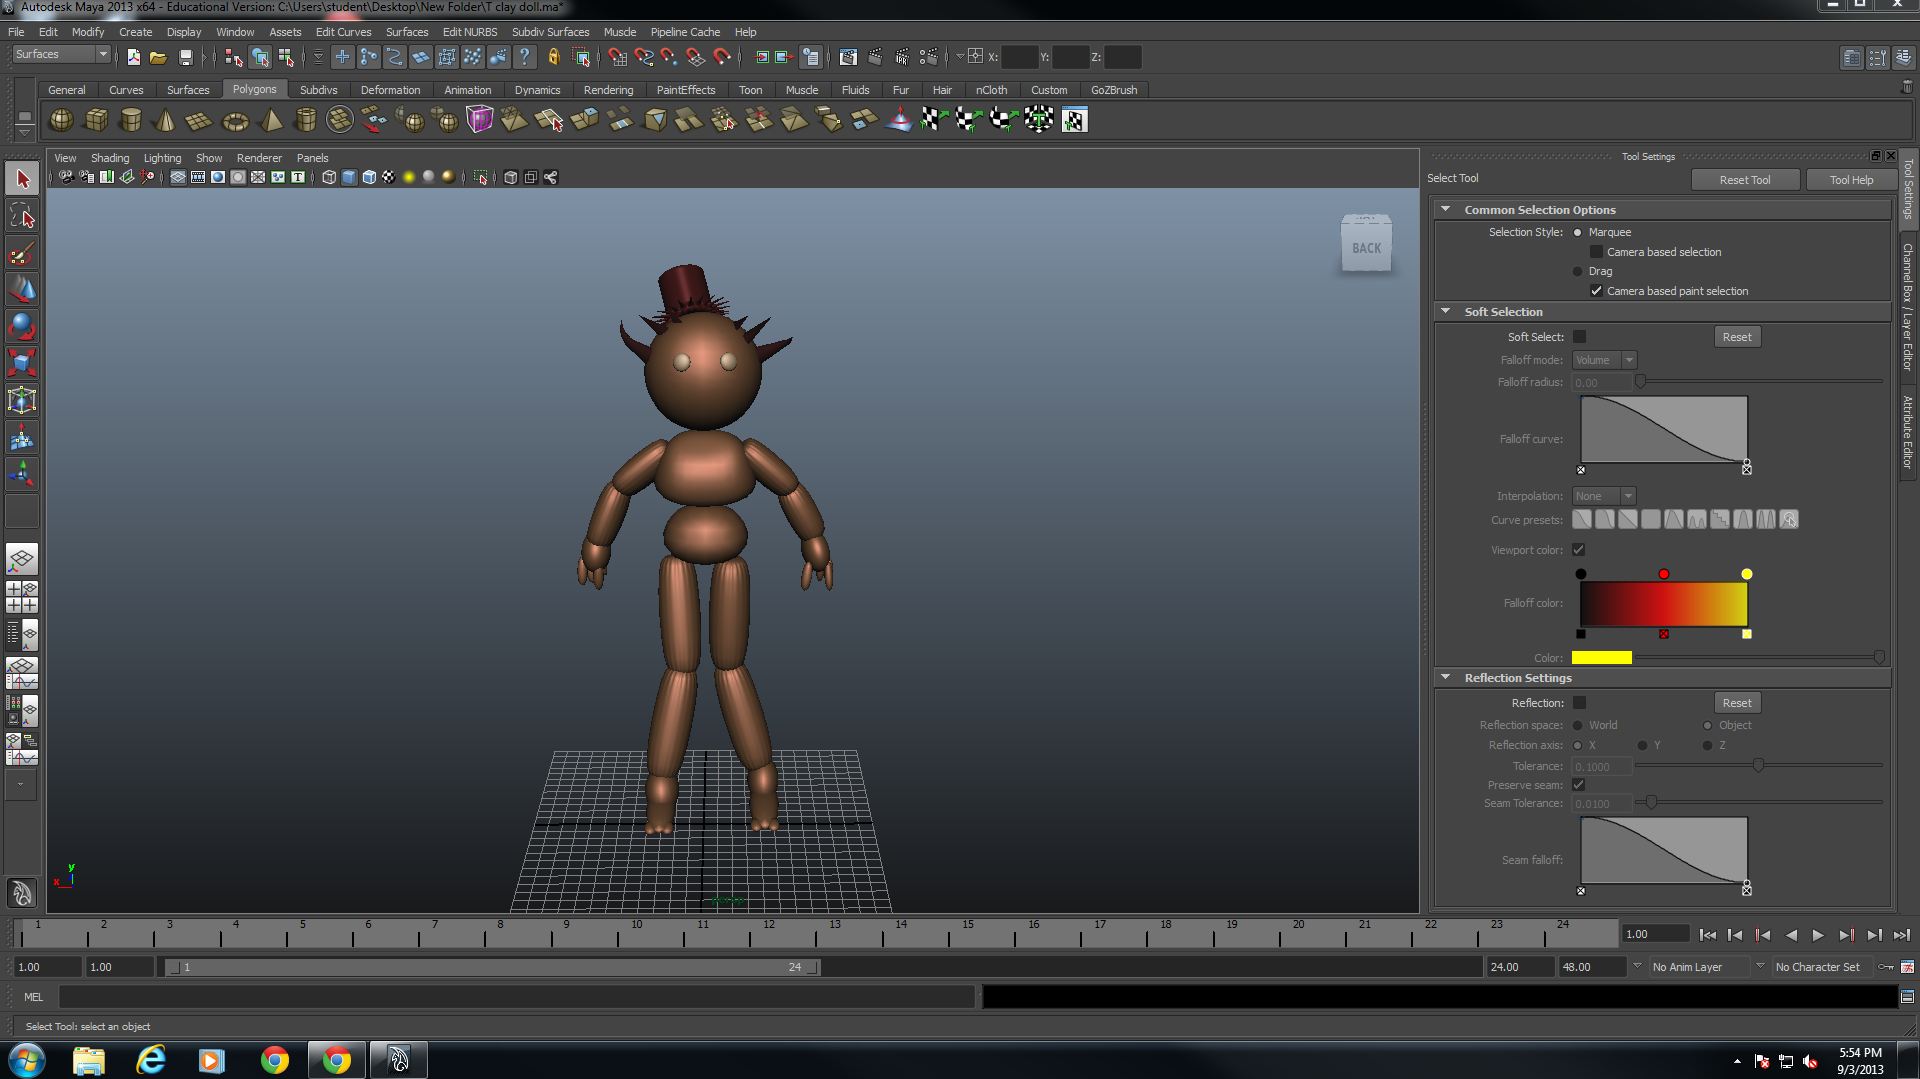 Autodesk Maya 2013 x64 - Educational Version: C:\Users\student\Desktop\New Folder\T clay doll.ma*
File Edit Modify Create Display Window Assets Edit Curves Surfaces Edit NURBS Subdiv Surfaces Muscle Pipeline Cache Help
Surfaces X: Y: Z:
General Curves Surfaces Polygons Subdivs Deformation Animation Dynamics Rendering PaintEffects Toon Muscle Fluids Fur Hair nCloth Custom GoZBrush
View Shading Lighting Show Renderer Panels
Tool Settings
Select Tool Reset Tool Tool Help
Common Selection Options
Selection Style: Marquee
Camera based selection
Drag
Camera based paint selection
Soft Selection
Soft Select: Reset
Falloff mode: Volume
Falloff radius: 0.00
Falloff curve:
Interpolation: None
Curve presets:
Viewport color:
Falloff color:
Color:
Reflection Settings
Reflection: Reset
Reflection space: World Object
Reflection axis: X Y Z
Tolerance: 0.1000
Preserve seam:
Seam Tolerance: 0.0100
Seam falloff:
Tool Settings
Channel Box / Layer Editor
Attribute Editor
BACK
y
x
persp
1 2 3 4 5 6 7 8 9 10 11 12 13 14 15 16 17 18 19 20 21 22 23 24 1.00
1.00 1.00 1 24 24.00 48.00 No Anim Layer No Character Set
MEL
Select Tool: select an object
5:54 PM
9/3/2013